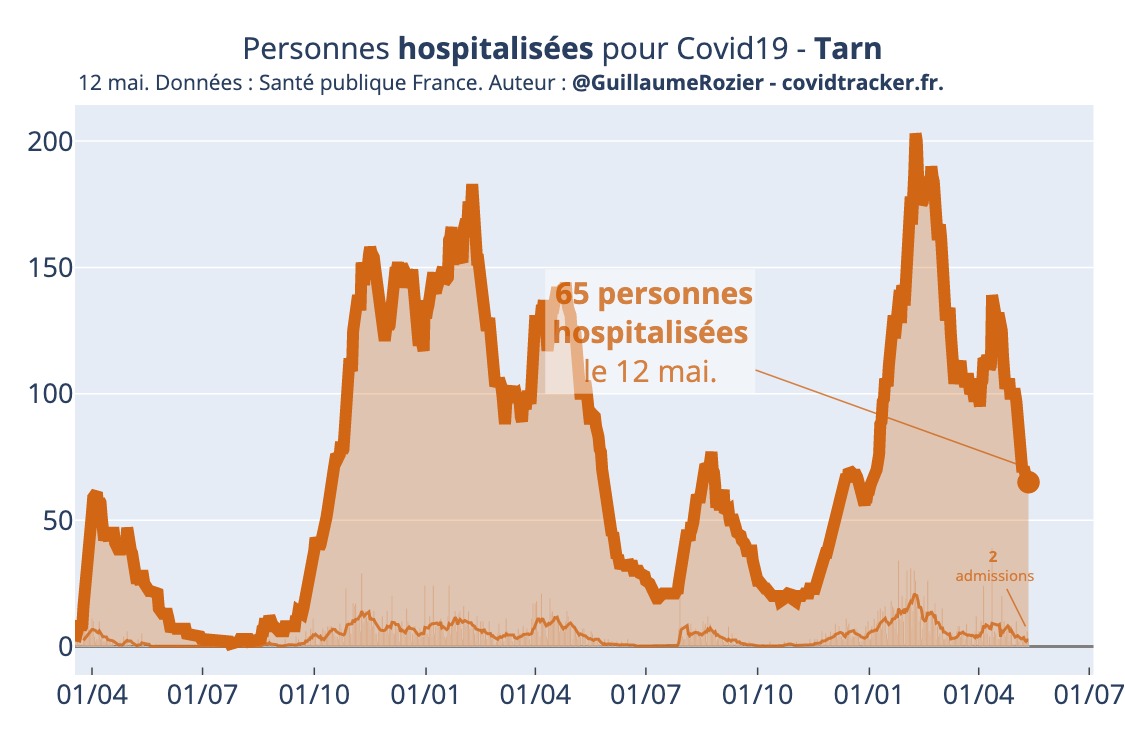 Personnes hospitalisées pour Covid19 - Tarn
12 mai. Données : Santé publique France. Auteur : @GuillaumeRozier - covidtracker.fr.
200
150
100
50
0
65 personnes
hospitalisées
le 12 mai.
2
admissions
01/04 01/07 01/10 01/01 01/04 01/07 01/10 01/01 01/04 01/07